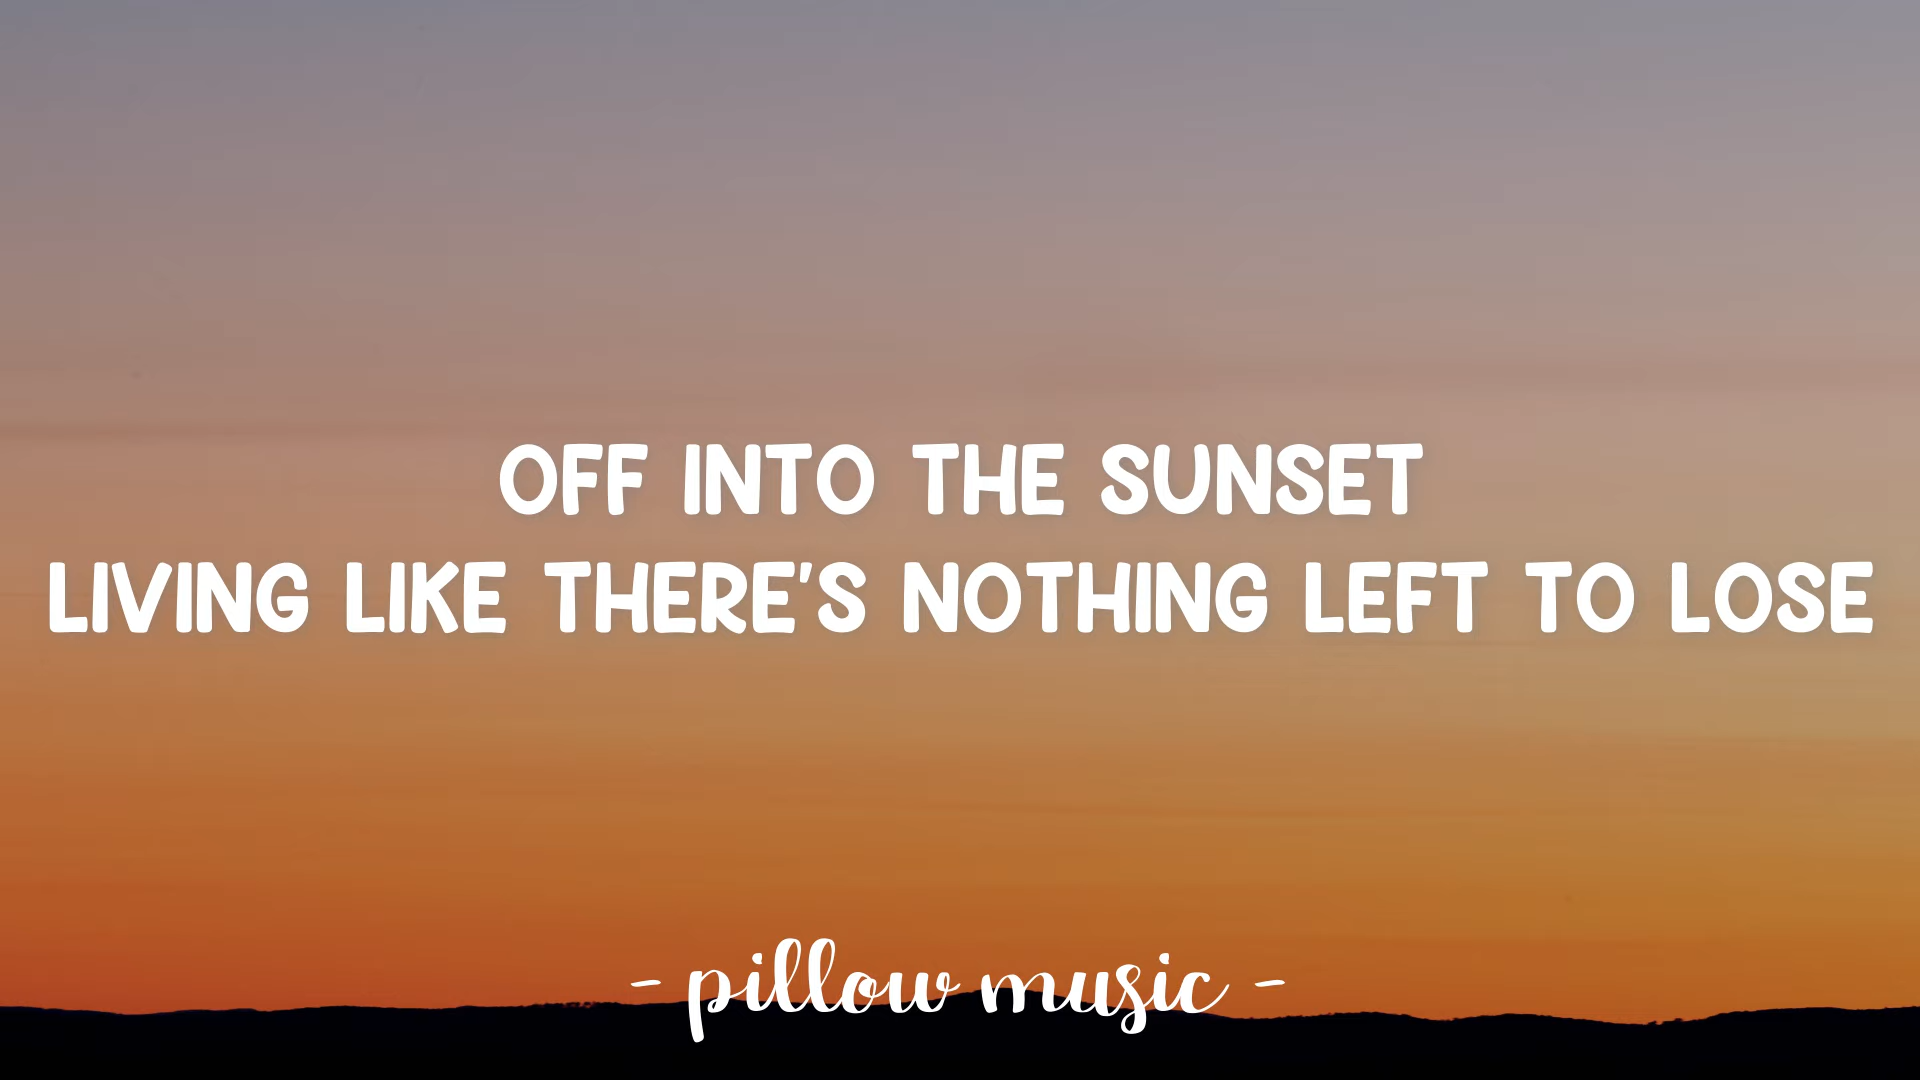 OFF INTO THE SUNSET
LIVING LIKE THERE'S NOTHING LEFT TO LOSE
- pillow music -